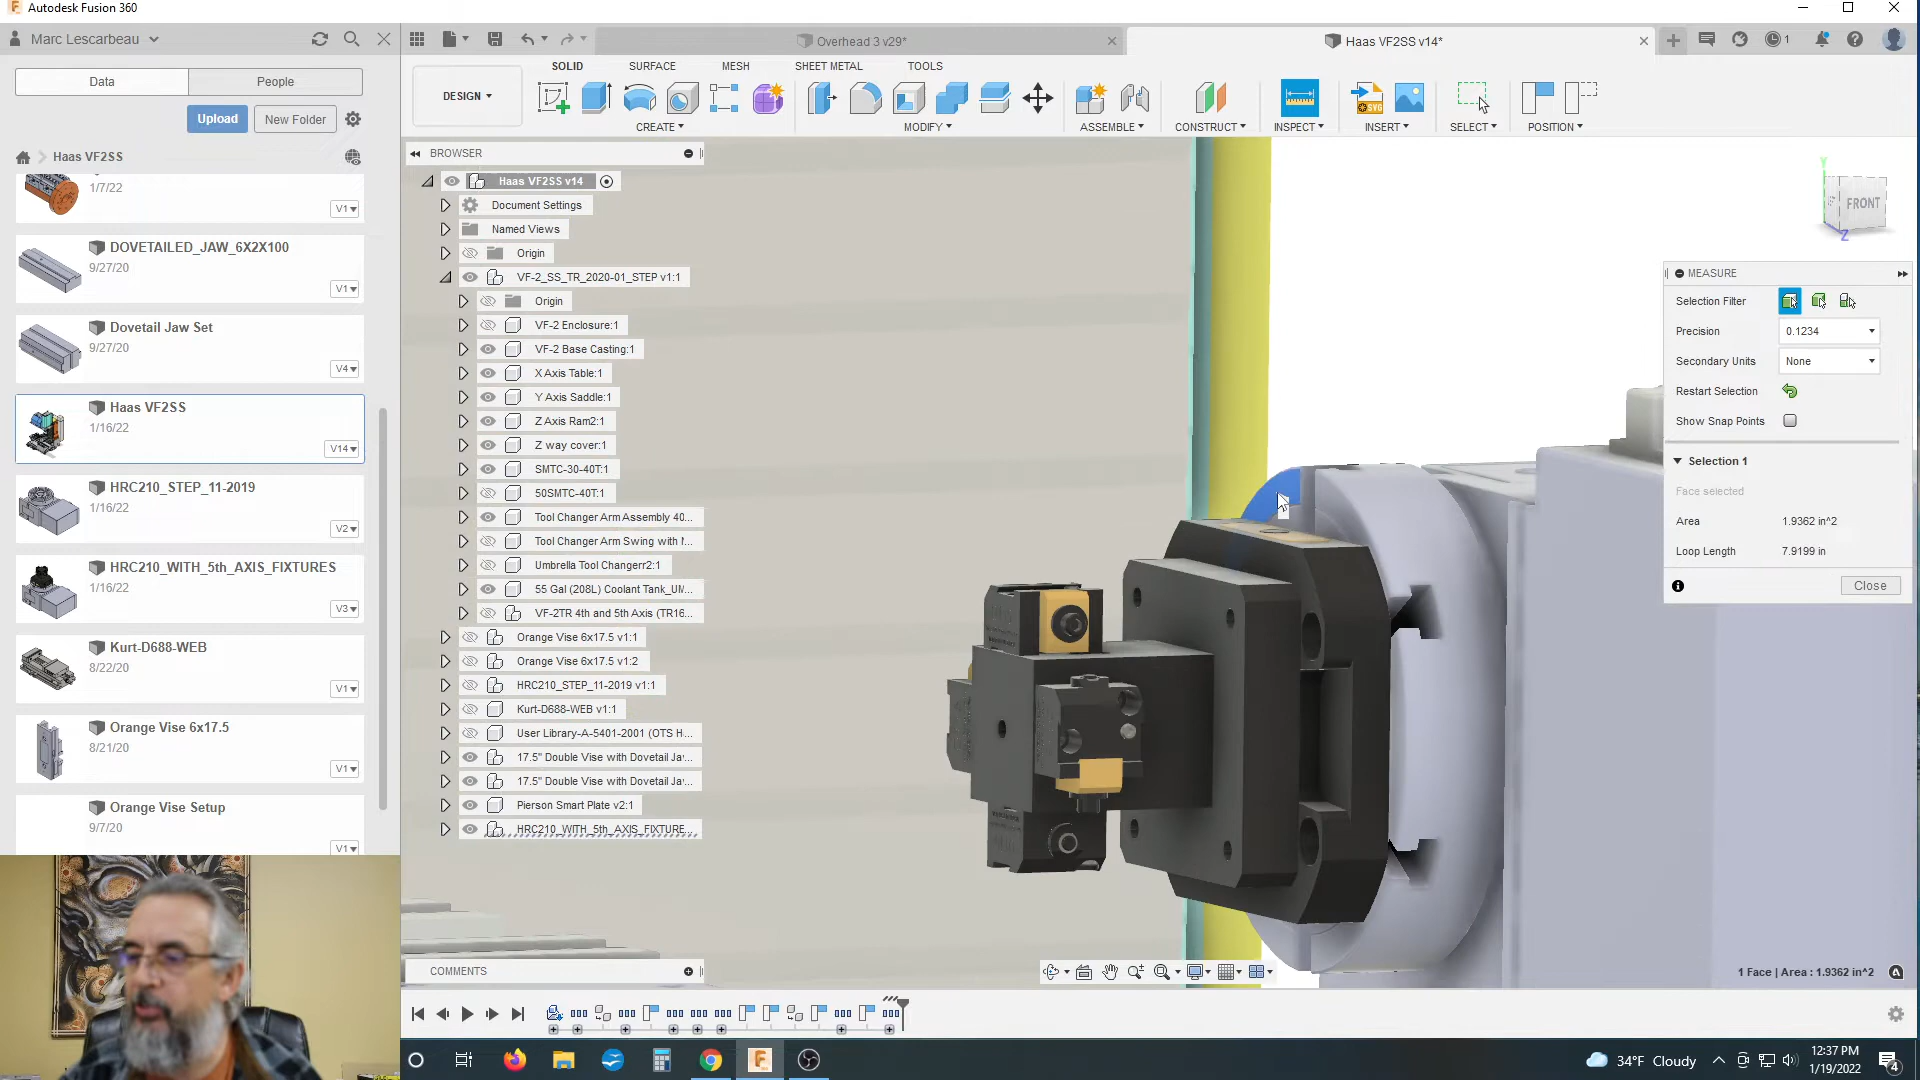 Autodesk Fusion 360
Marc Lescarbeau
Overhead 3 v29*
Haas VF2SS v14*
1
Data
People
Upload
New Folder
Haas VF2SS
1/7/22
V1
DOVETAILED_JAW_6X2X100
9/27/20
V1
Dovetail Jaw Set
9/27/20
V4
Haas VF2SS
1/16/22
V14
HRC210_STEP_11-2019
1/16/22
V2
HRC210_WITH_5th_AXIS_FIXTURES
1/16/22
V3
Kurt-D688-WEB
8/22/20
V1
Orange Vise 6x17.5
8/21/20
V1
Orange Vise Setup
9/7/20
V1
SOLID
SURFACE
MESH
SHEET METAL
TOOLS
DESIGN
CREATE
MODIFY
ASSEMBLE
CONSTRUCT
INSPECT
INSERT
SELECT
POSITION
SVG
BROWSER
Haas VF2SS v14
Document Settings
Named Views
Origin
VF-2_SS_TR_2020-01_STEP v1:1
Origin
VF-2 Enclosure:1
VF-2 Base Casting:1
X Axis Table:1
Y Axis Saddle:1
Z Axis Ram2:1
Z way cover:1
SMTC-30-40T:1
50SMTC-40T:1
Tool Changer Arm Assembly 40...
Tool Changer Arm Swing with
Umbrella Tool Changerr2:1
55 Gal (208L) Coolant Tank_UM...
VF-2TR 4th and 5th Axis (TR16...
Orange Vise 6x17.5 v1:1
Orange Vise 6x17.5 v1:2
HRC210_STEP_11-2019 v1:1
Kurt-D688-WEB v1:1
User Library-A-5401-2001 (OTS H...
17.5" Double Vise with Dovetail Ja...
17.5" Double Vise with Dovetail Ja...
Pierson Smart Plate v2:1
HRC210_WITH_5th_AXIS_FIXTURE...
Y
FRONT
Z
MEASURE
Selection Filter
Precision
0.1234
Secondary Units
None
Restart Selection
Show Snap Points
Selection 1
Face selected
Area
1.9362 in^2
Loop Length
7.9199 in
Close
COMMENTS
1 Face | Area : 1.9362 in^2
34°F Cloudy
12:37 PM
1/19/2022
4